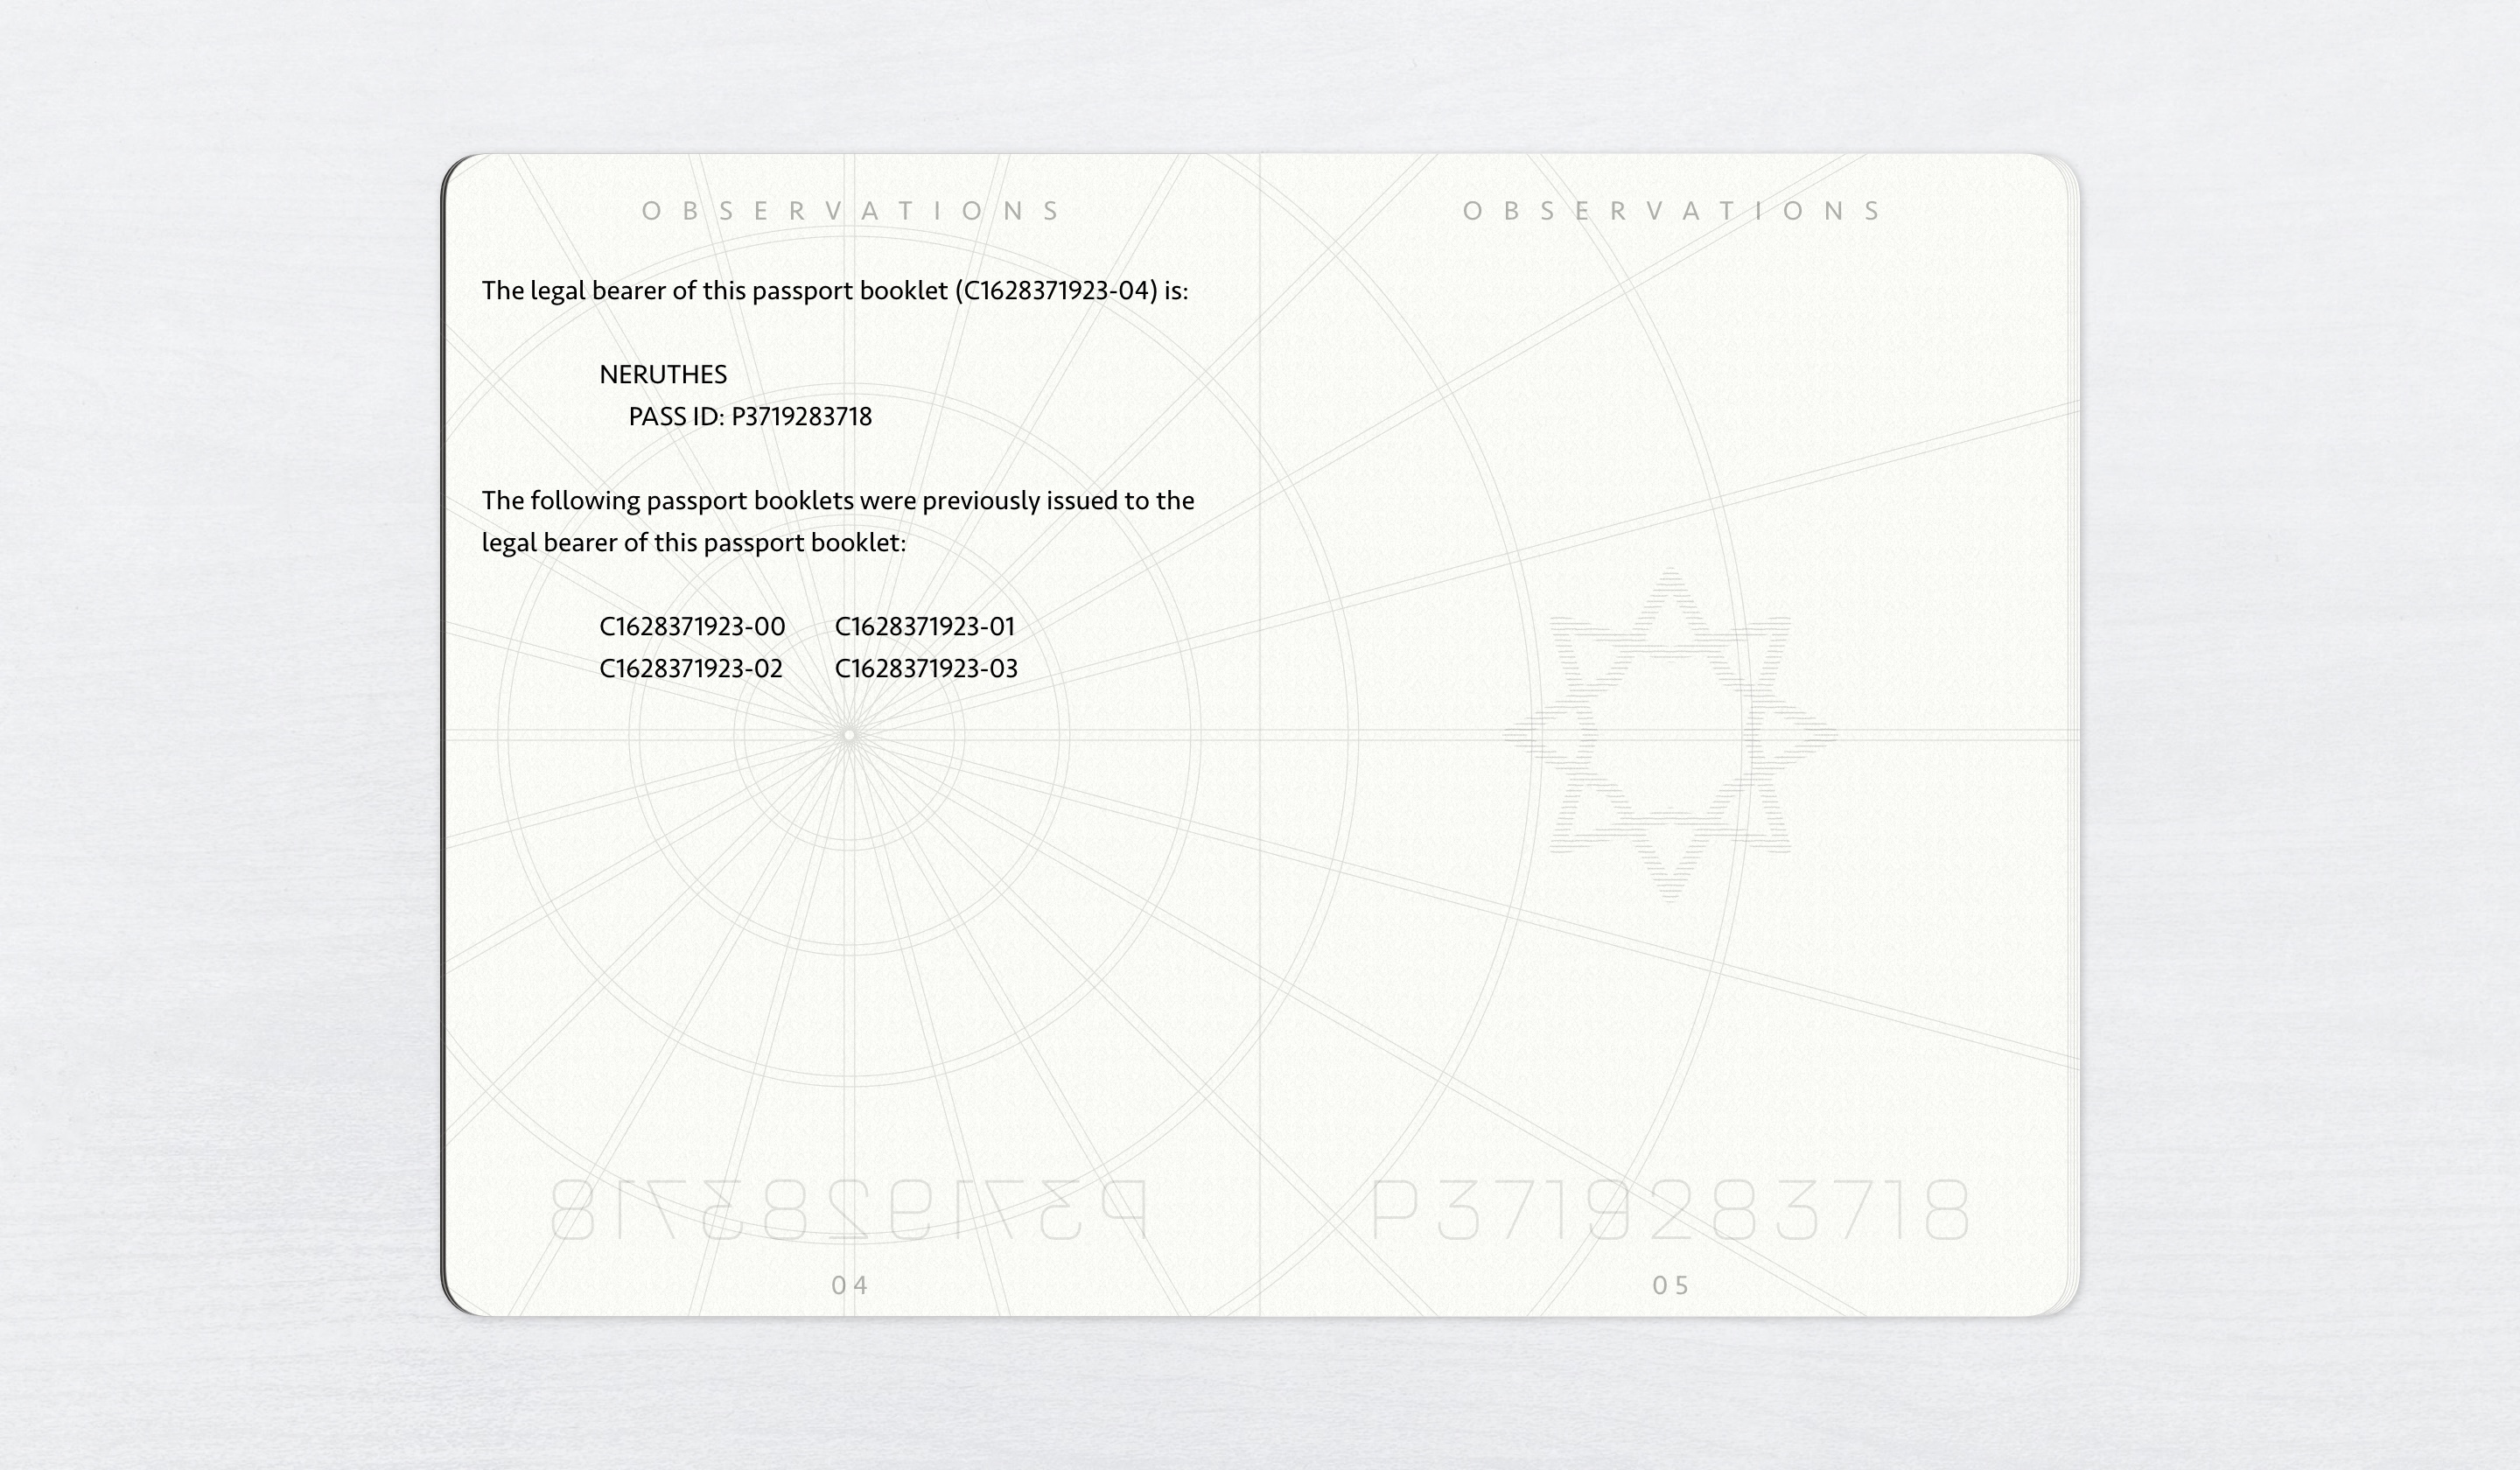 OBSERVATIONS
The legal bearer of this passport booklet (C1628371923-04) is:
NERUTHES
PASS ID: P3719283718
The following passport booklets were previously issued to the
legal bearer of this passport booklet:
C1628371923-00 C1628371923-01
C1628371923-02 C1628371923-03
P3719283718
04
OBSERVATIONS
P3719283718
05